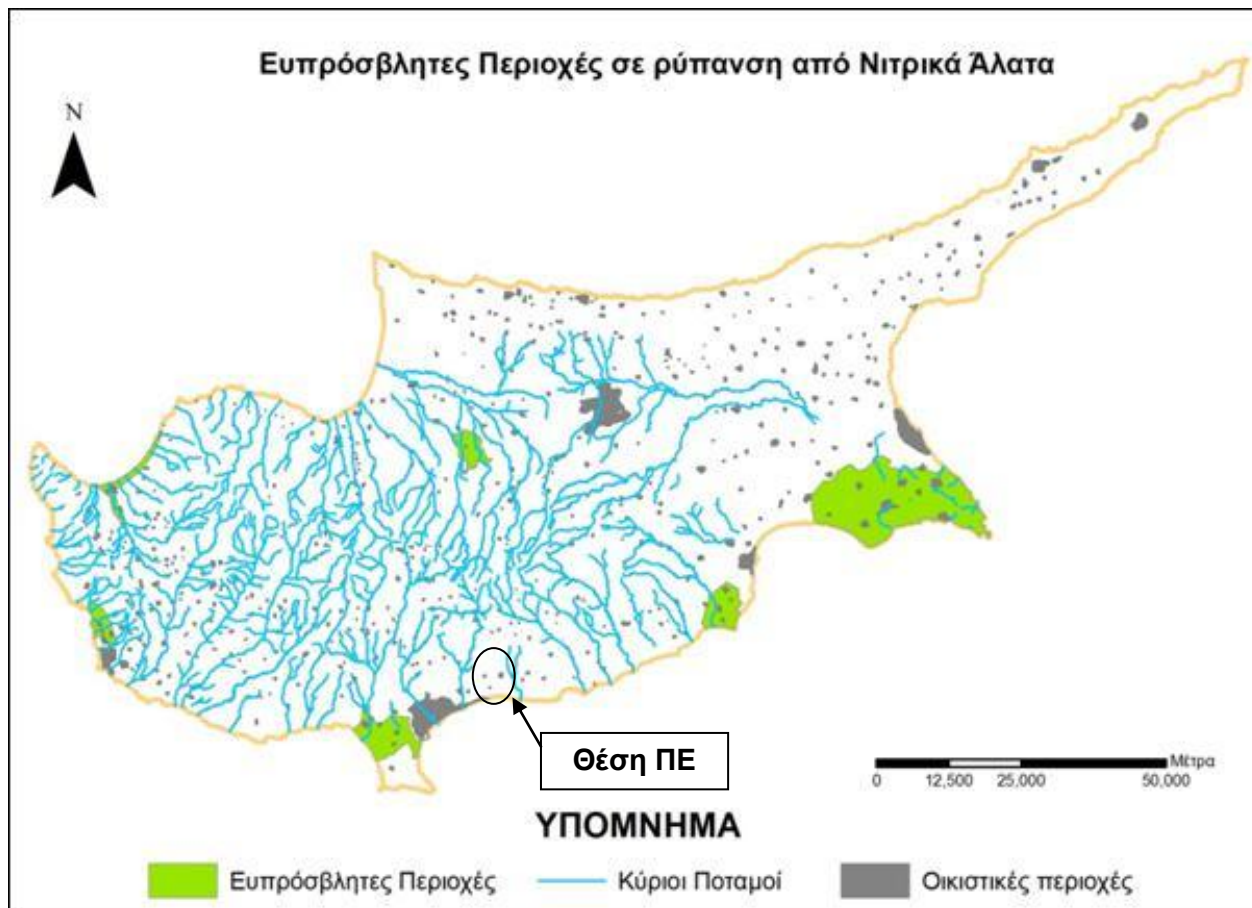 Ευπρόσβλητες Περιοχές σε ρύπανση από Νιτρικά Άλατα
N
Θέση ΠΕ
Μέτρα
0 12,500 25,000 50,000
ΥΠΟΜΝΗΜΑ
Ευπρόσβλητες Περιοχές Κύριοι Ποταμοί Οικιστικές περιοχές